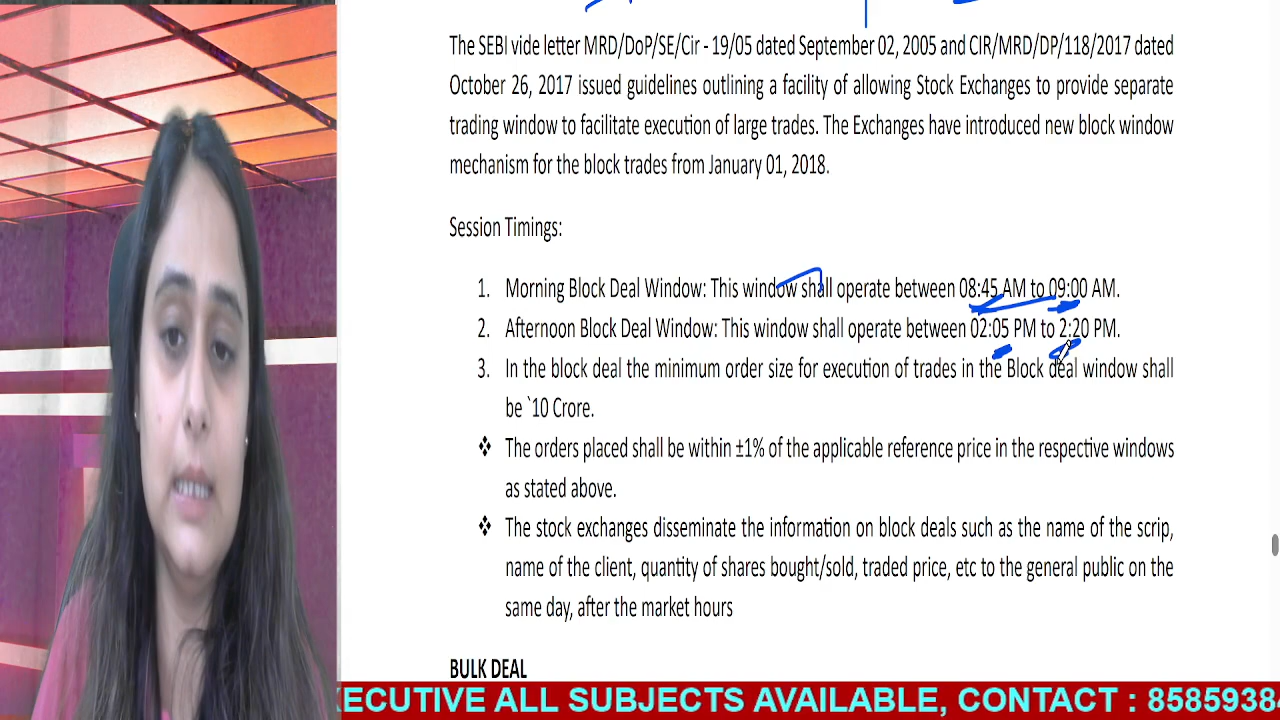 The SEBI vide letter MRD/DoP/SE/Cir - 19/05 dated September 02, 2005 and CIR/MRD/DP/118/2017 dated
October 26, 2017 issued guidelines outlining a facility of allowing Stock Exchanges to provide separate
trading window to facilitate execution of large trades. The Exchanges have introduced new block window
mechanism for the block trades from January 01, 2018.
Session Timings:
1. Morning Block Deal Window: This window shall operate between 08:45 AM to 09:00 AM.
2. Afternoon Block Deal Window: This window shall operate between 02:05 PM to 2:20 PM.
3. In the block deal the minimum order size for execution of trades in the Block deal window shall
be `10 Crore.
❖ The orders placed shall be within ±1% of the applicable reference price in the respective windows
as stated above.
❖ The stock exchanges disseminate the information on block deals such as the name of the scrip,
name of the client, quantity of shares bought/sold, traded price, etc to the general public on the
same day, after the market hours
BULK DEAL
XECUTIVE ALL SUBJECTS AVAILABLE, CONTACT : 8585938